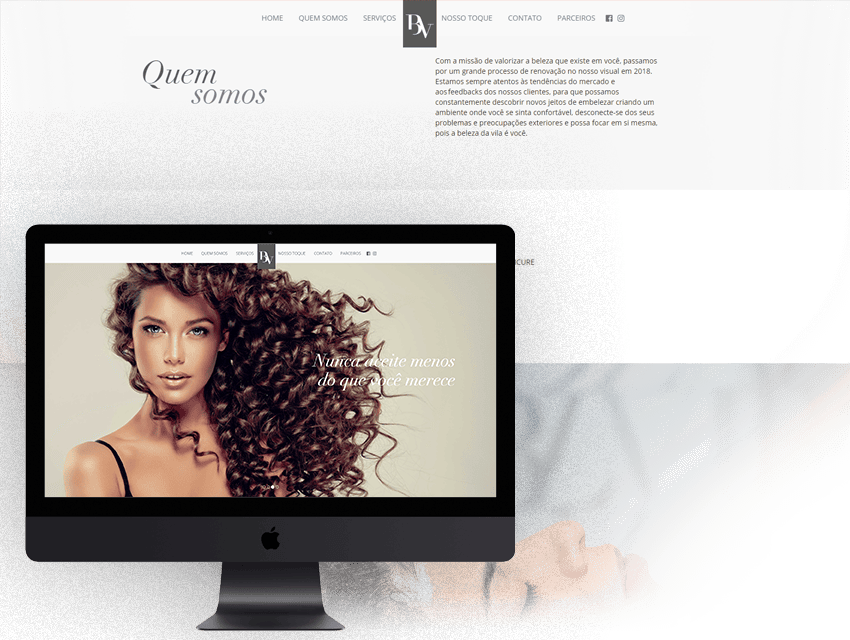 HOME QUEM SOMOS SERVIÇOS BV NOSSO TOQUE CONTATO PARCEIROS
Quem
somos
Com a missão de valorizar a beleza que existe em você, passamos
por um grande processo de renovação no nosso visual em 2018.
Estamos sempre atentos às tendências do mercado e
aosfeedbacks dos nossos clientes, para que possamos
constantemente descobrir novos jeitos de embelezar criando um
ambiente onde você se sinta confortável, desconecte-se dos seus
problemas e preocupações exteriores e possa focar em si mesma,
pois a beleza da vila é você.
HOME QUEM SOMOS SERVIÇOS BV NOSSO TOQUE CONTATO PARCEIROS
ICURE
Nunca aceite menos
do que você merece